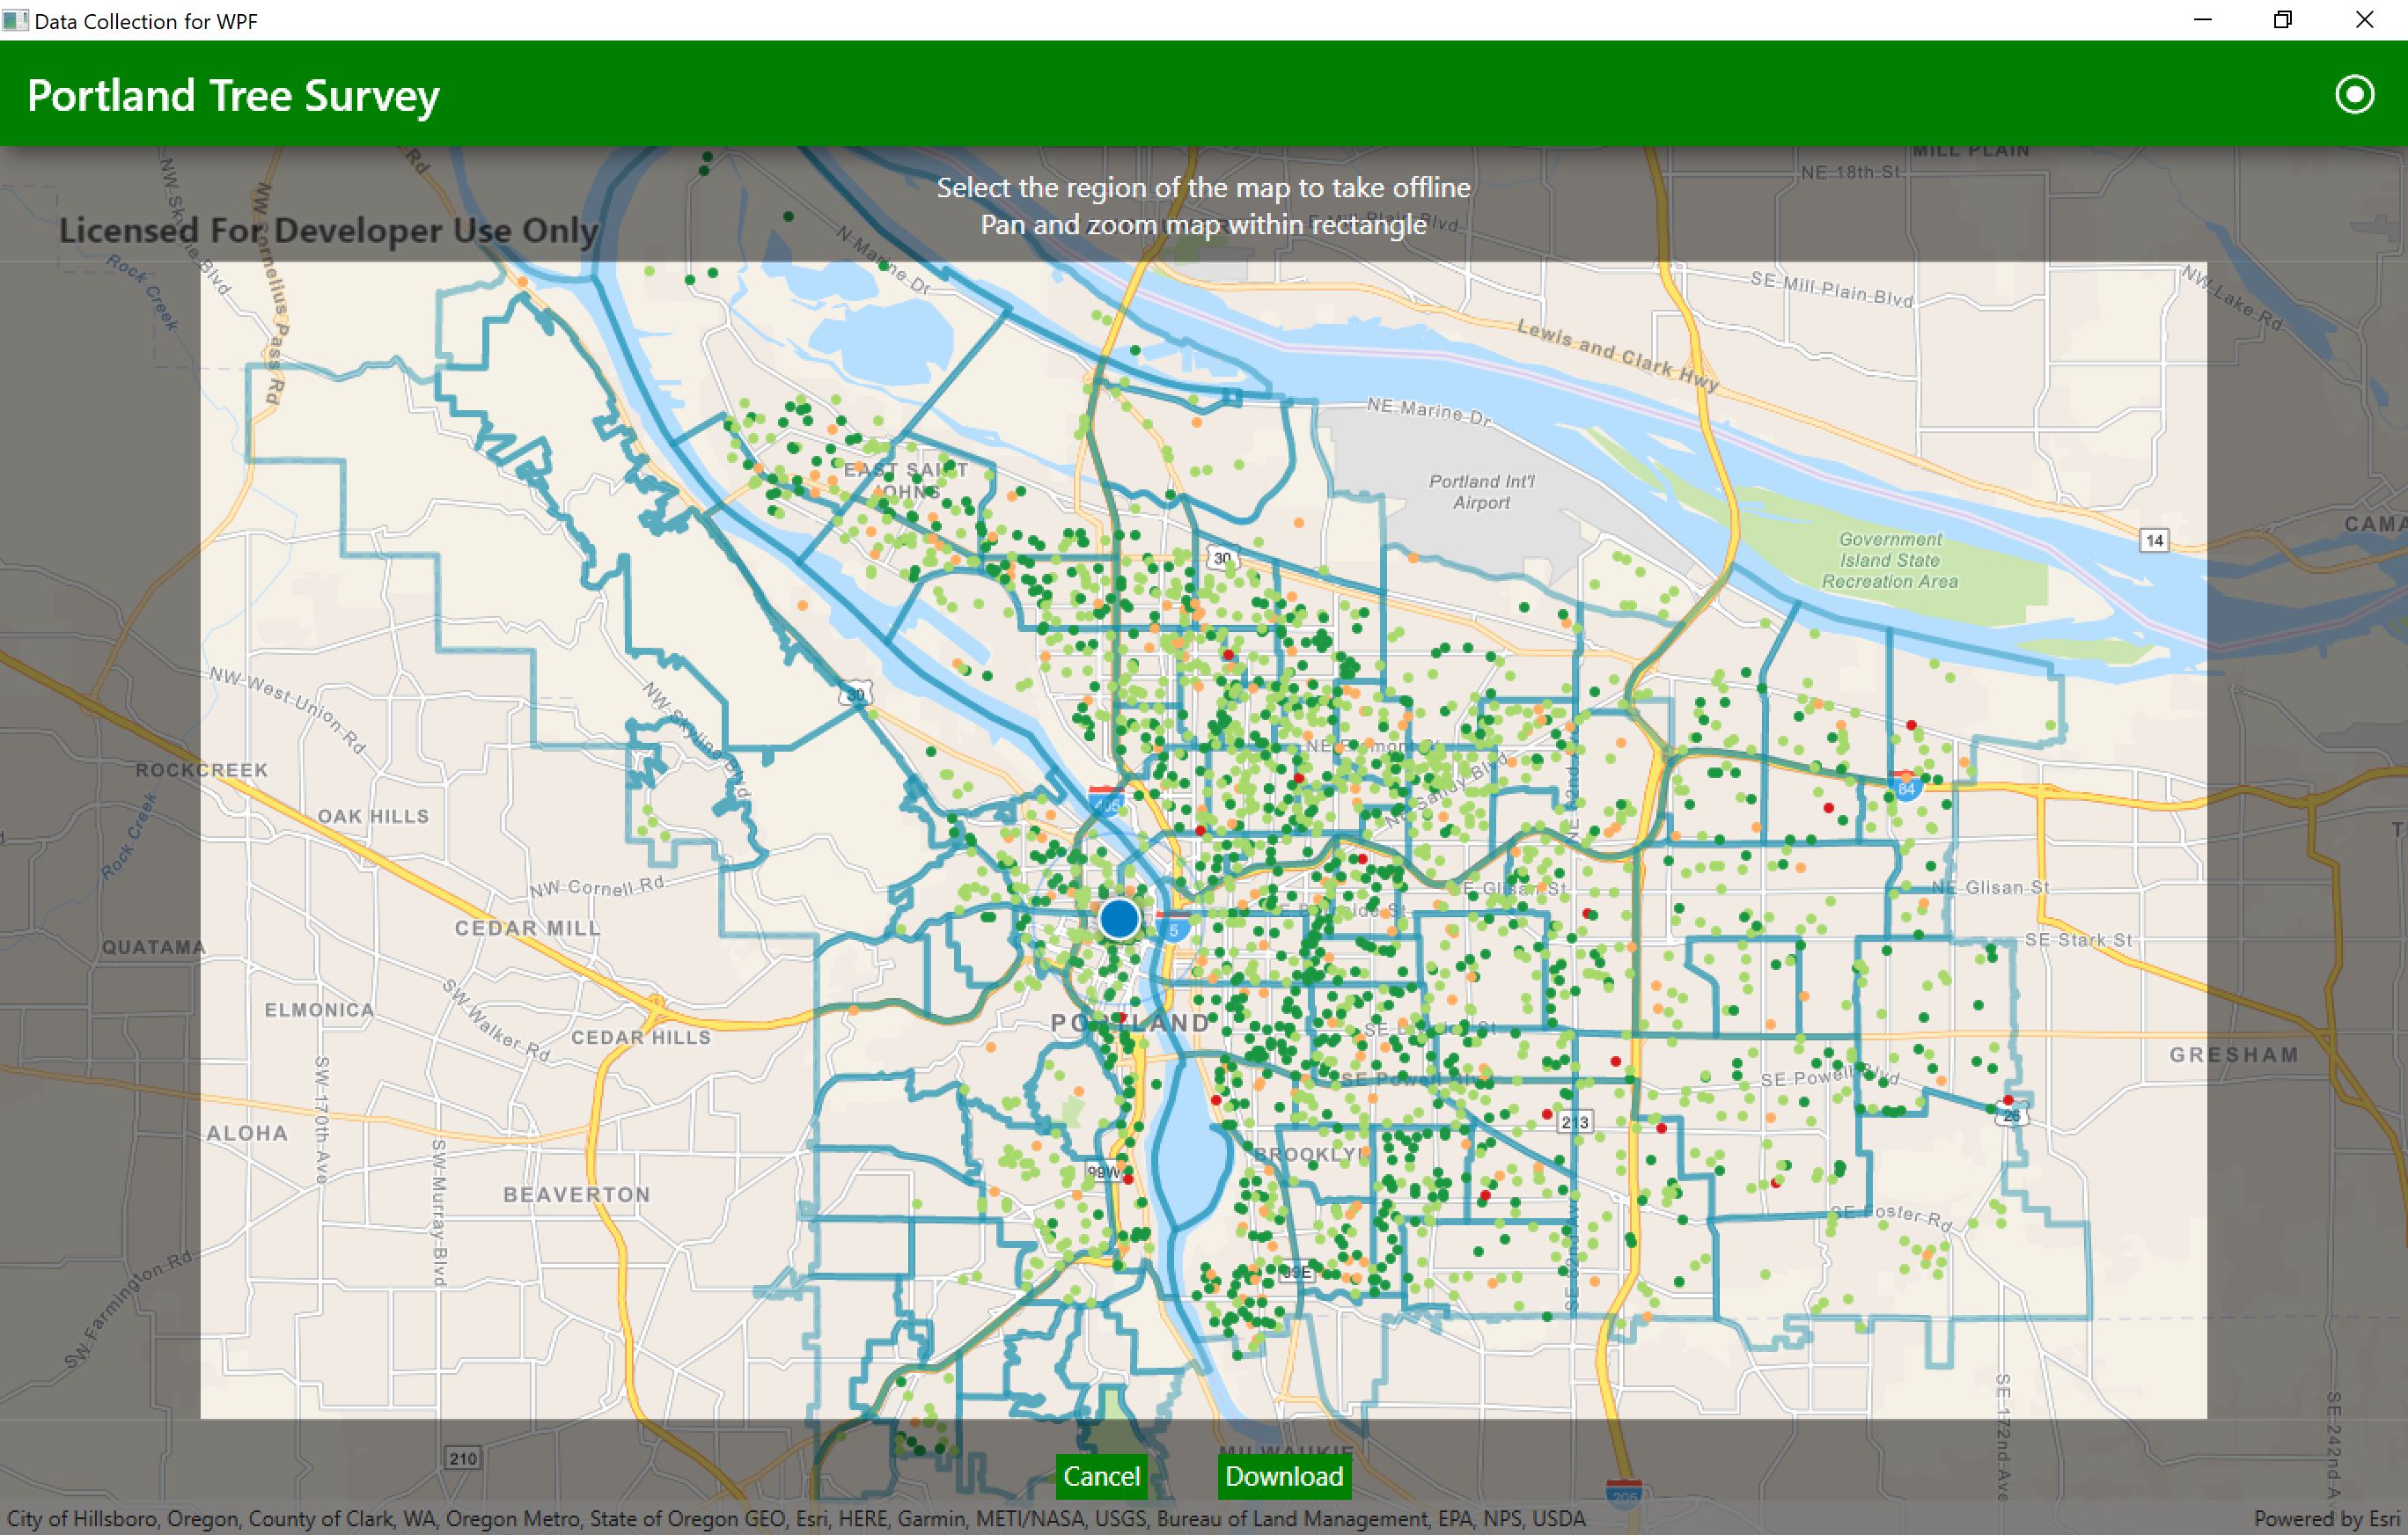 Data Collection for WPF
Portland Tree Survey
Select the region of the map to take offline
Pan and zoom map within rectangle
Licensed For Developer Use Only
MILL PLAIN
NE 18th St
E Mill Plain Blvd
N Marine Dr
Rock Creek
NW Cornelius Pass Rd
SE Mill Plain Blvd
NW Lake Rd
Lewis and Clark Hwy
NE Marine Dr
EAST SAINT
JOHNS
Portland Int'l
Airport
Government
Island State
Recreation Area
14
30
30
NW West Union Rd
NW Skyline Blvd
ROCKCREEK
OAK HILLS
Rock Creek
NE Fremont
NE Sandy Blvd
405
84
NW Cornell Rd
CEDAR MILL
QUATAMA
E Glisan St
NE Glisan St
E Burnside St
5
SE Stark St
ELMONICA
SW Walker Rd
CEDAR HILLS
PORTLAND
SE Division St
GRESHAM
SE Powell Blvd
SE Powell Blvd
ALOHA
SW 170th Ave
SW Murray Blvd
213
26
BROOKLYN
99W
BEAVERTON
SE Foster Rd
SW Farmington Rd
99E
SE 82nd Ave
SE 172nd Ave
SE 242nd Av
210
MILWAUKIE
205
Cancel
Download
City of Hillsboro, Oregon, County of Clark, WA, Oregon Metro, State of Oregon GEO, Esri, HERE, Garmin, METI/NASA, USGS, Bureau of Land Management, EPA, NPS, USDA
Powered by Esri